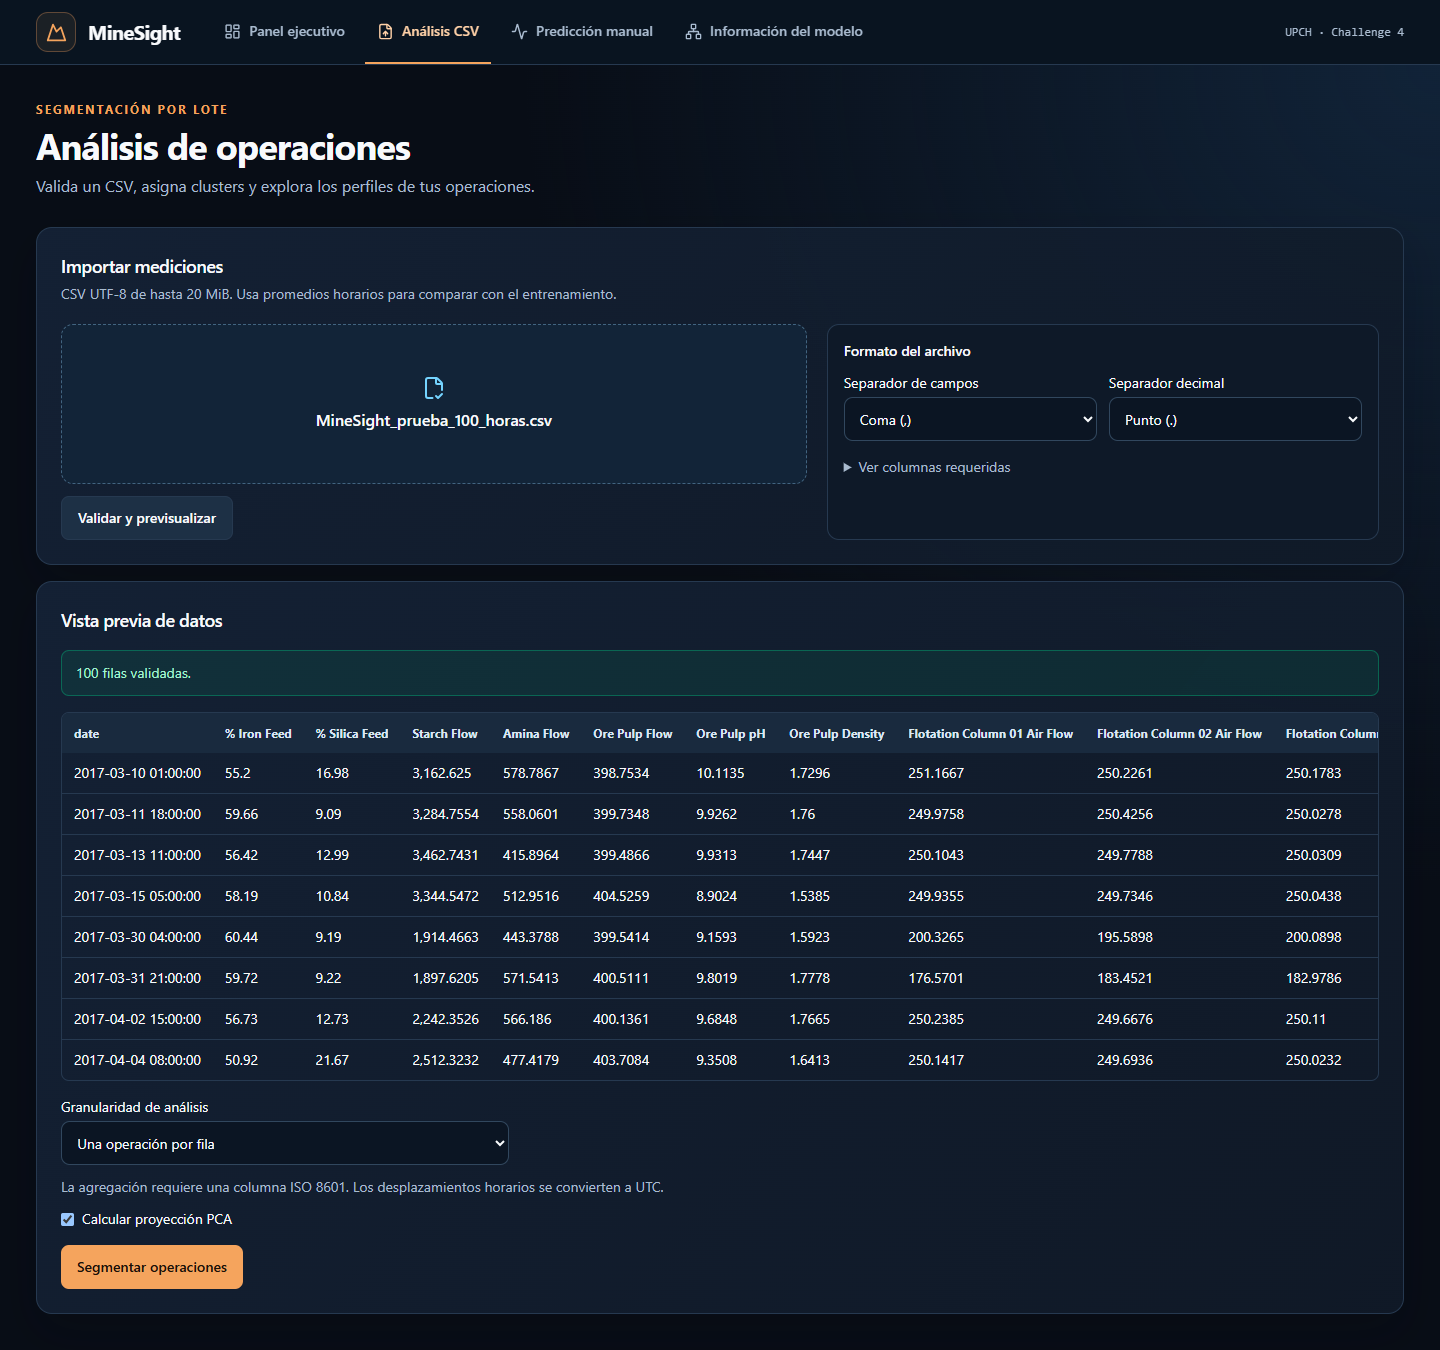 MineSight
Panel ejecutivo
Análisis CSV
Predicción manual
Información del modelo
UPCH · Challenge 4
SEGMENTACIÓN POR LOTE
Análisis de operaciones
Valida un CSV, asigna clusters y explora los perfiles de tus operaciones.
Importar mediciones
CSV UTF-8 de hasta 20 MiB. Usa promedios horarios para comparar con el entrenamiento.
MineSight_prueba_100_horas.csv
Validar y previsualizar
Formato del archivo
Separador de campos
Separador decimal
Coma (,)
Punto (.)
Ver columnas requeridas
Vista previa de datos
100 filas validadas.
date % Iron Feed % Silica Feed Starch Flow Amina Flow Ore Pulp Flow Ore Pulp pH Ore Pulp Density Flotation Column 01 Air Flow Flotation Column 02 Air Flow Flotation Colum
2017-03-10 01:00:00 55.2 16.98 3,162.625 578.7867 398.7534 10.1135 1.7296 251.1667 250.2261 250.1783
2017-03-11 18:00:00 59.66 9.09 3,284.7554 558.0601 399.7348 9.9262 1.76 249.9758 250.4256 250.0278
2017-03-13 11:00:00 56.42 12.99 3,462.7431 415.8964 399.4866 9.9313 1.7447 250.1043 249.7788 250.0309
2017-03-15 05:00:00 58.19 10.84 3,344.5472 512.9516 404.5259 8.9024 1.5385 249.9355 249.7346 250.0438
2017-03-30 04:00:00 60.44 9.19 1,914.4663 443.3788 399.5414 9.1593 1.5923 200.3265 195.5898 200.0898
2017-03-31 21:00:00 59.72 9.22 1,897.6205 571.5413 400.5111 9.8019 1.7778 176.5701 183.4521 182.9786
2017-04-02 15:00:00 56.73 12.73 2,242.3526 566.186 400.1361 9.6848 1.7665 250.2385 249.6676 250.11
2017-04-04 08:00:00 50.92 21.67 2,512.3232 477.4179 403.7084 9.3508 1.6413 250.1417 249.6936 250.0232
Granularidad de análisis
Una operación por fila
La agregación requiere una columna ISO 8601. Los desplazamientos horarios se convierten a UTC.
Calcular proyección PCA
Segmentar operaciones